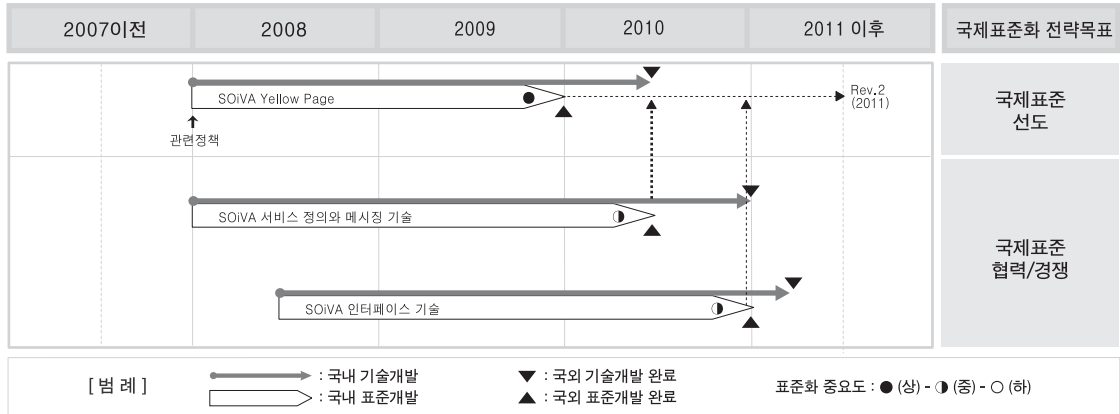 2007이전 2008 2009 2010 2011 이후 국제표준화 전략목표
SOiVA Yellow Page
Rev.2
(2011)
관련정책
국제표준
선도
SOiVA 서비스 정의와 메시징 기술
국제표준
협력/경쟁
SOiVA 인터페이스 기술
[범례]
: 국내 기술개발
: 국외 기술개발 완료
: 국내 표준개발
: 국외 표준개발 완료
표준화 중요도 : ● (상) - ◑ (중) - ○ (하)